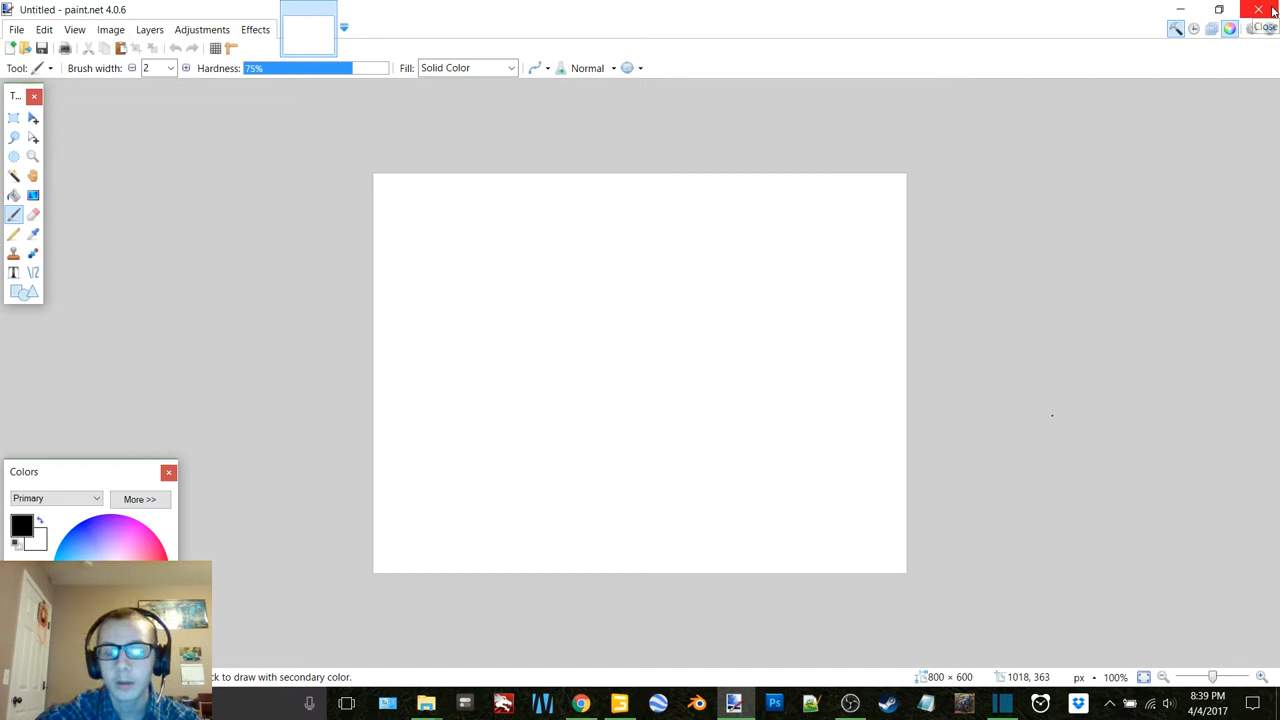 Untitled - paint.net 4.0.6
File Edit View Image Layers Adjustments Effects
Close
Tool: Brush width: 2 Hardness: 75% Fill: Solid Color Normal
T...
Colors
Primary More >>
ck to draw with secondary color. 800 × 600 1018, 363 px 100%
Ps
8:39 PM
4/4/2017